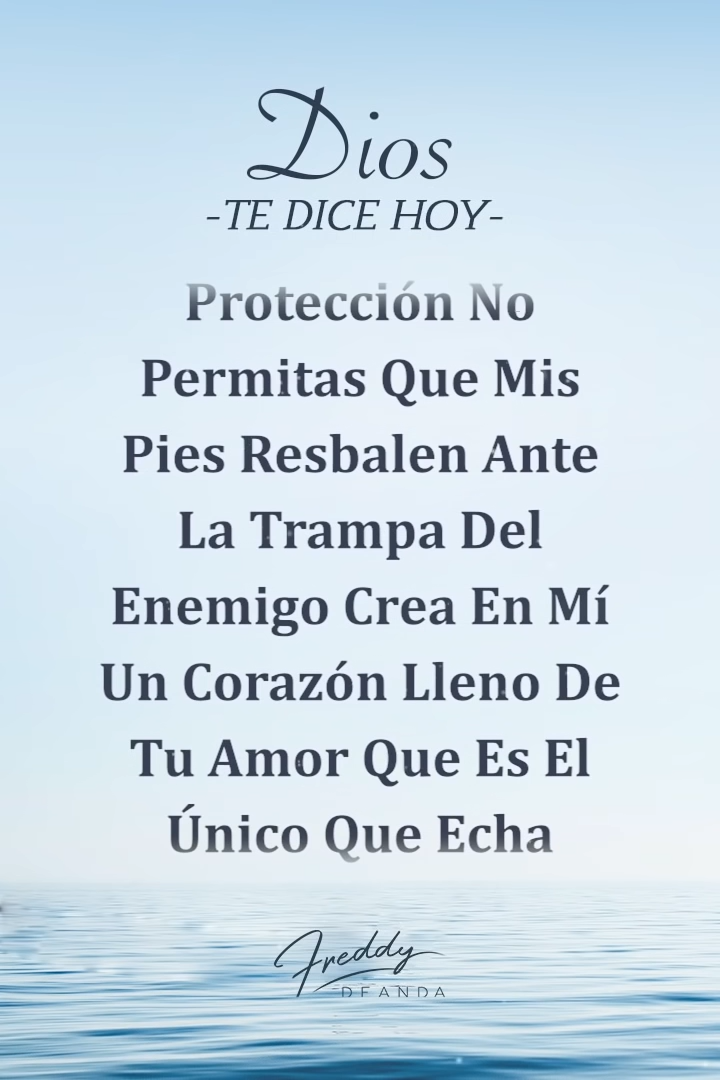 Dios
-TE DICE HOY-
Protección No
Permitas Que Mis
Pies Resbalen Ante
La Trampa Del
Enemigo Crea En Mí
Un Corazón Lleno De
Tu Amor Que Es El
Único Que Echa
Freddy
DEANDA